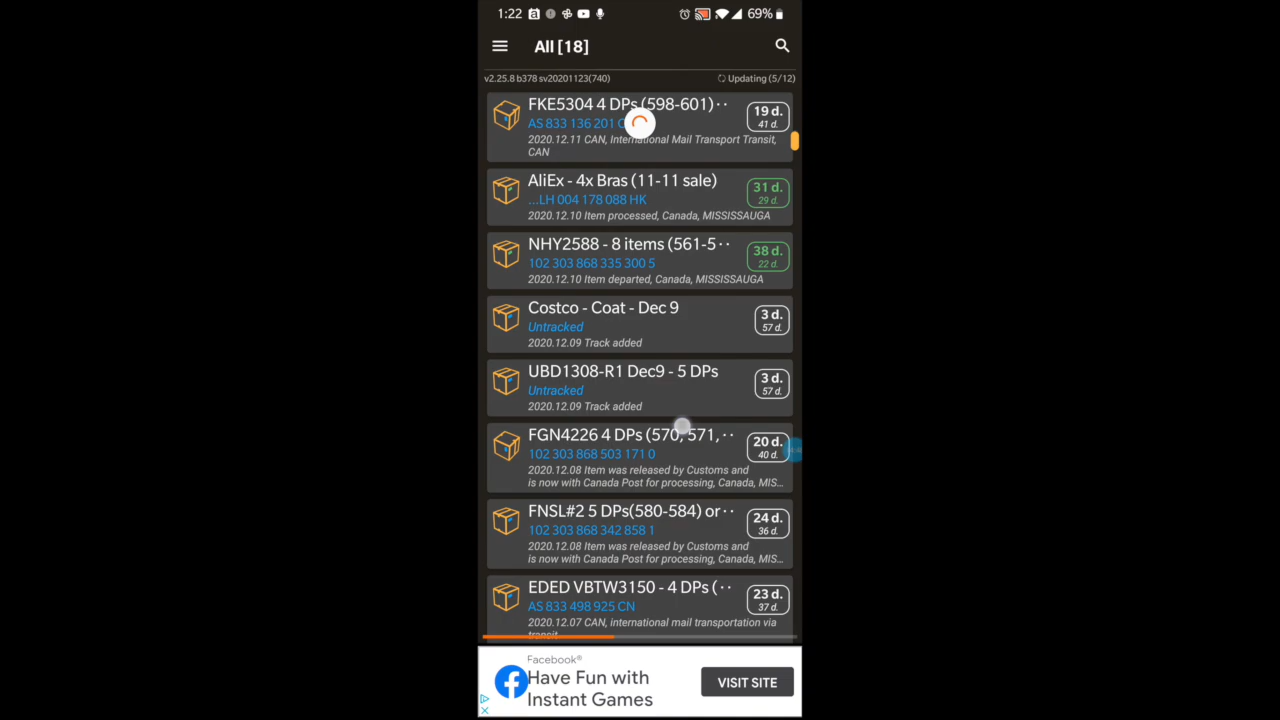 1:22 69%
All [18]
v2.25.8 b378 sv20201123(740) Updating (5/12)
FKE5304 4 DPs (598-601)··
19 d.
AS 833 136 201 C
41 d.
2020.12.11 CAN, International Mail Transport Transit,
CAN
AliEx - 4x Bras (11-11 sale)
31 d.
...LH 004 178 088 HK
29 d.
2020.12.10 Item processed, Canada, MISSISSAUGA
NHY2588 - 8 items (561-5··
38 d.
102 303 868 335 300 5
22 d.
2020.12.10 Item departed, Canada, MISSISSAUGA
Costco - Coat - Dec 9
3 d.
Untracked
57 d.
2020.12.09 Track added
UBD1308-R1 Dec9 - 5 DPs
3 d.
Untracked
57 d.
2020.12.09 Track added
FGN4226 4 DPs (570, 571,··
20 d.
102 303 868 503 171 0
40 d.
2020.12.08 Item was released by Customs and
is now with Canada Post for processing, Canada, MIS...
FNSL#2 5 DPs(580-584) or··
24 d.
102 303 868 342 858 1
36 d.
2020.12.08 Item was released by Customs and
is now with Canada Post for processing, Canada, MIS...
EDED VBTW3150 - 4 DPs (··
23 d.
AS 833 498 925 CN
37 d.
2020.12.07 CAN, international mail transportation via
transit
Facebook®
Have Fun with
Instant Games
VISIT SITE